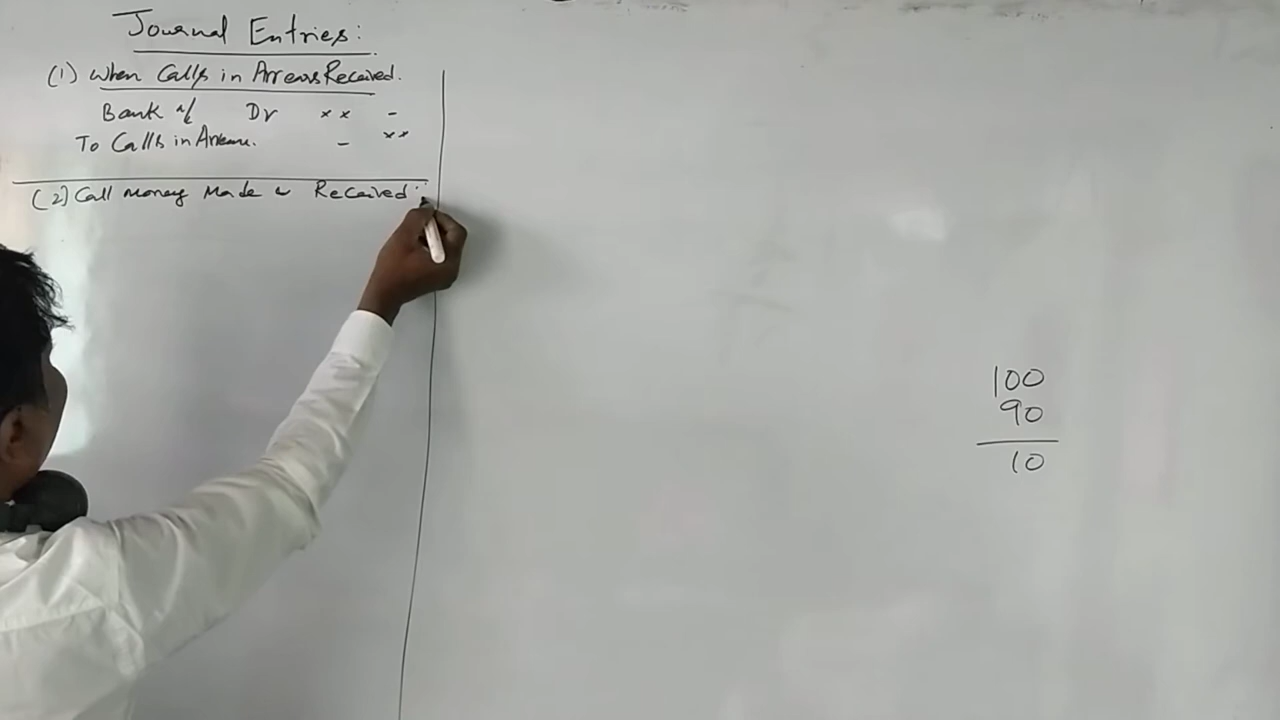 Journal Entries:
(1) When Calls in Arrears Received.
Bank a/c Dr xx -
To Calls in Arrears. - xx
(2) Call money Made & Received:
100
90
10